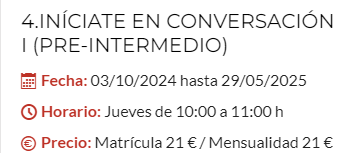 4.INÍCIATE EN CONVERSACIÓN
I (PRE-INTERMEDIO)
Fecha: 03/10/2024 hasta 29/05/2025
Horario: Jueves de 10:00 a 11:00 h
Precio: Matrícula 21 € / Mensualidad 21 €